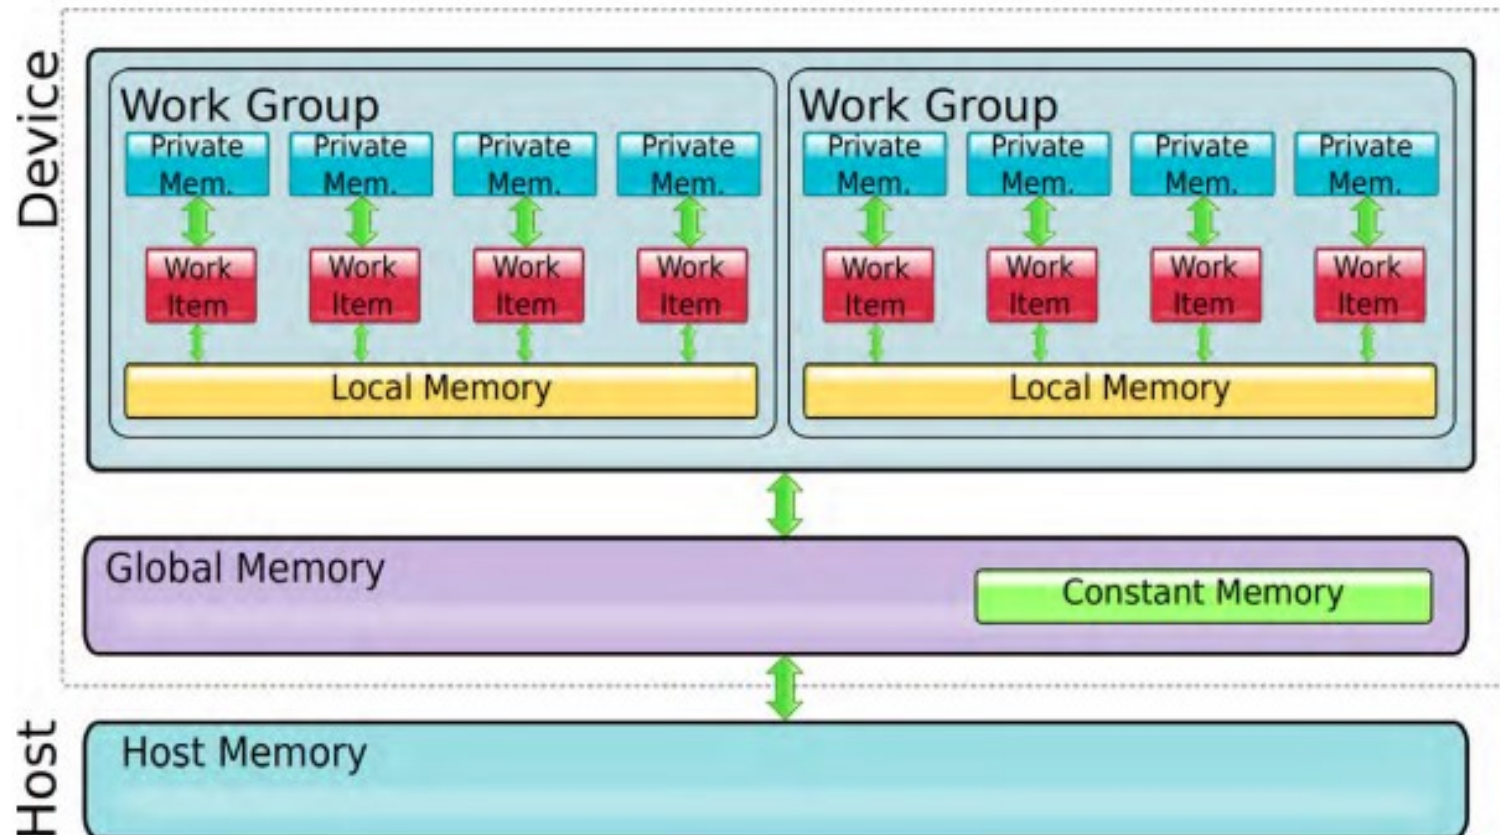 Device
Work Group
Private
Mem.
Private
Mem.
Private
Mem.
Private
Mem.
Work
Item
Work
Item
Work
Item
Work
Item
Local Memory
Work Group
Private
Mem.
Private
Mem.
Private
Mem.
Private
Mem.
Work
Item
Work
Item
Work
Item
Work
Item
Local Memory
Global Memory
Constant Memory
Host
Host Memory